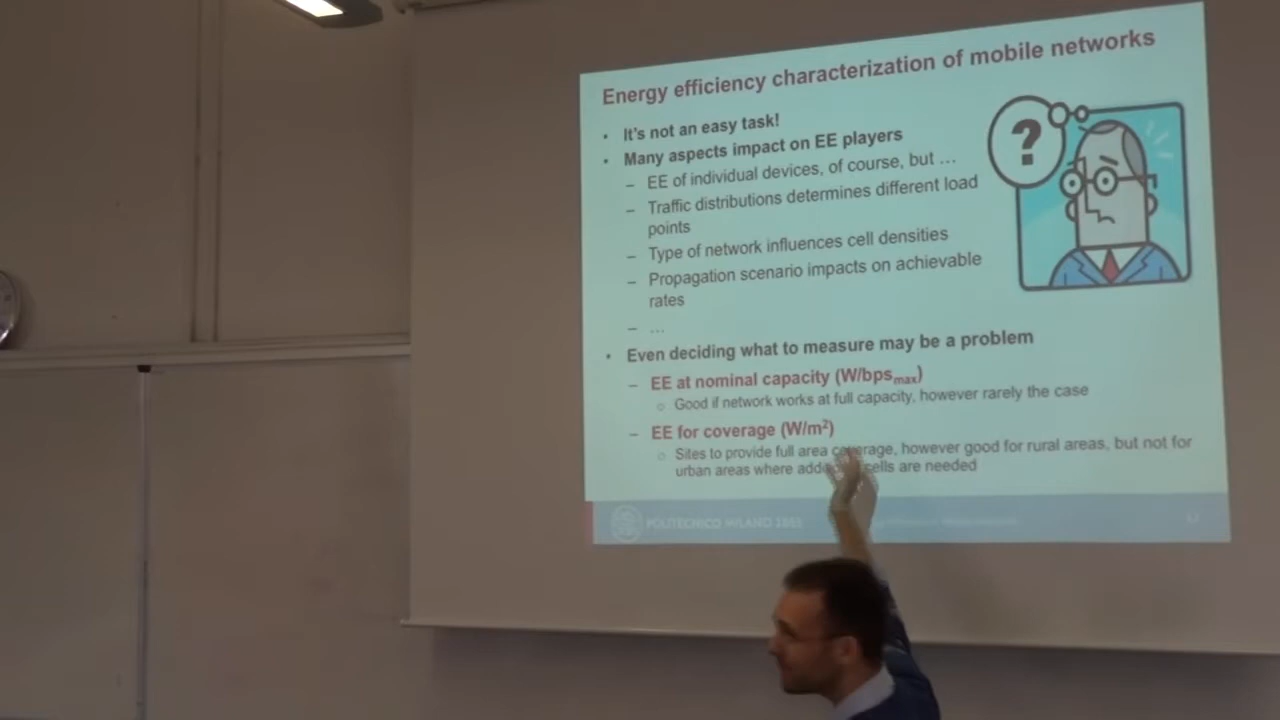 Energy efficiency characterization of mobile networks
• It's not an easy task!
• Many aspects impact on EE players
– EE of individual devices, of course, but …
– Traffic distributions determines different load
points
– Type of network influences cell densities
– Propagation scenario impacts on achievable
rates
– …
?
• Even deciding what to measure may be a problem
– EE at nominal capacity (W/bpsmax)
○ Good if network works at full capacity, however rarely the case
– EE for coverage (W/m²)
○ Sites to provide full area coverage, however good for rural areas, but not for
urban areas where cells are needed
POLITECNICO MILANO 1863